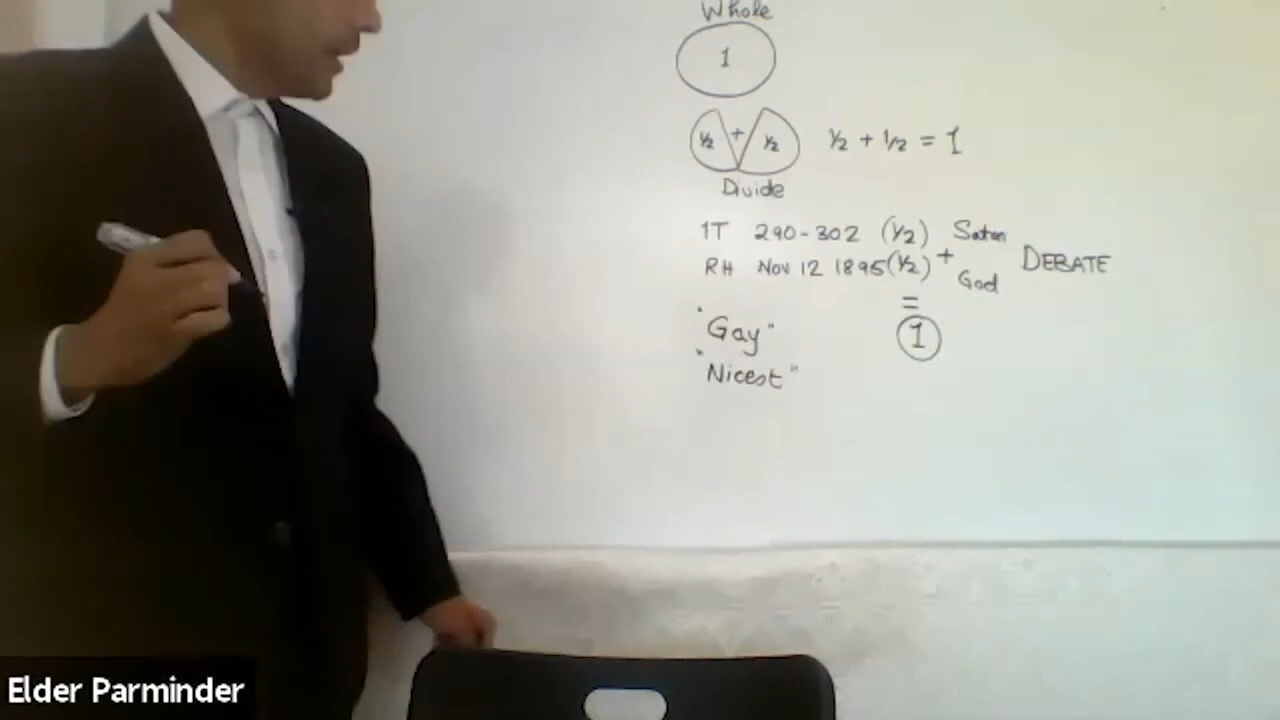 Whole
1
½ + ½ ½ + ½ = 1
Divide
1T 290-302 (½) Satan
+ DEBATE
RH Nov 12 1895 (½) God
=
"Gay" 1
"Nicest"
Elder Parminder